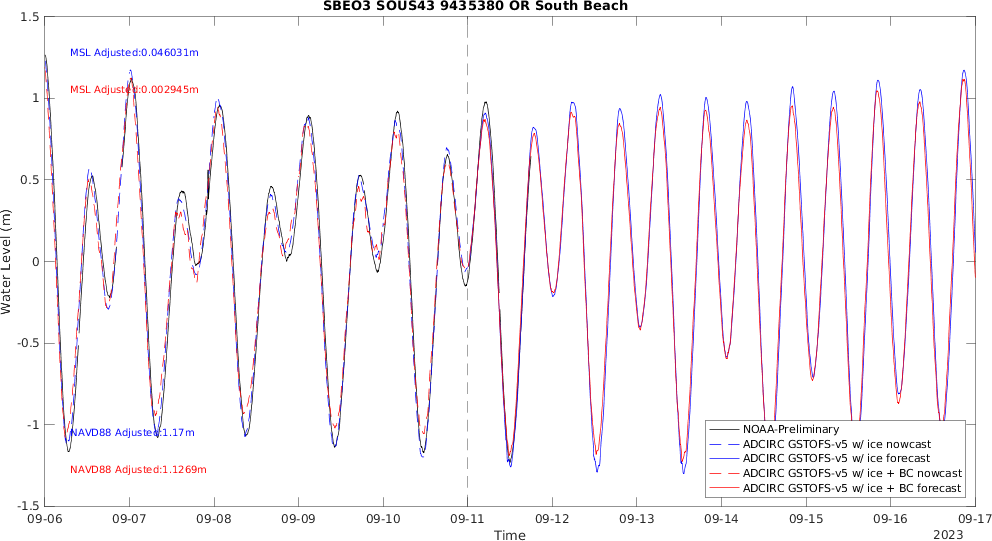 SBEO3 SOUS43 9435380 OR South Beach
MSL Adjusted:0.046031m
MSL Adjusted:0.002945m
NAVD88 Adjusted:1.17m
NAVD88 Adjusted:1.1269m
Water Level (m)
1.5
1
0.5
0
-0.5
-1
-1.5
NOAA-Preliminary
ADCIRC GSTOFS-v5 w/ ice nowcast
ADCIRC GSTOFS-v5 w/ ice forecast
ADCIRC GSTOFS-v5 w/ ice + BC nowcast
ADCIRC GSTOFS-v5 w/ ice + BC forecast
09-06 09-07 09-08 09-09 09-10 09-11 09-12 09-13 09-14 09-15 09-16 09-17
Time
2023